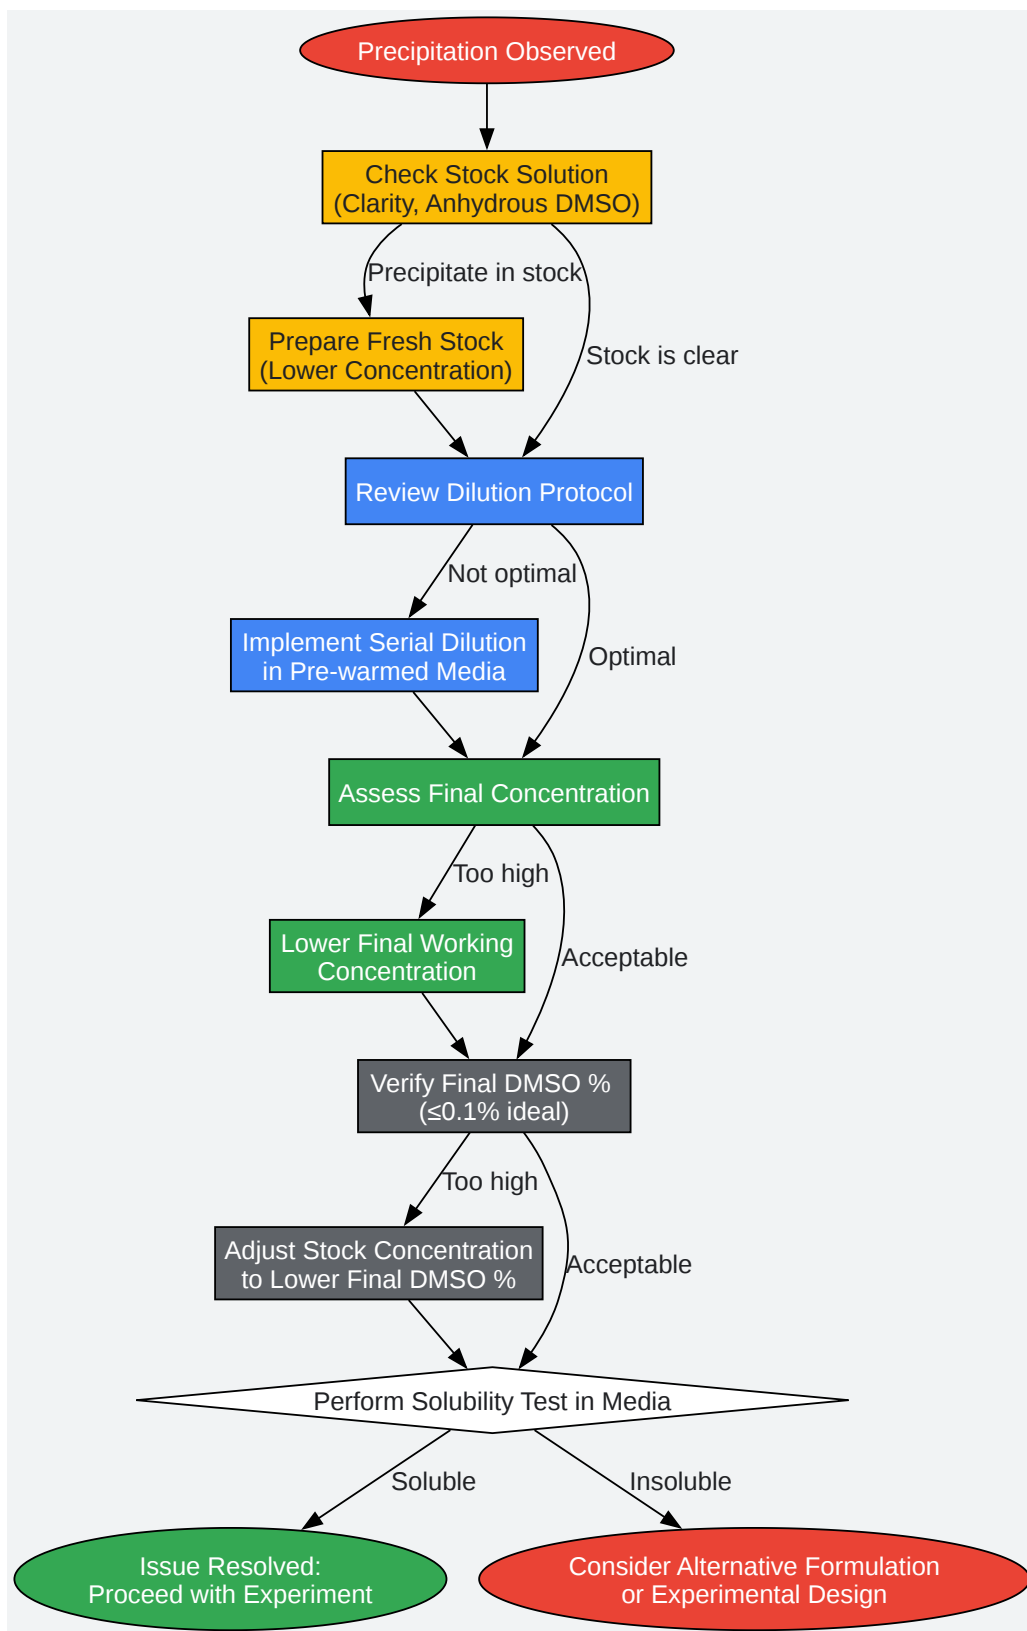 Precipitation Observed
Check Stock Solution
(Clarity, Anhydrous DMSO)
Precipitate in stock
Prepare Fresh Stock
(Lower Concentration)
Stock is clear
Review Dilution Protocol
Not optimal
Implement Serial Dilution
in Pre-warmed Media
Optimal
Assess Final Concentration
Too high
Lower Final Working
Concentration
Acceptable
Verify Final DMSO %
(≤0.1% ideal)
Too high
Adjust Stock Concentration
to Lower Final DMSO %
Acceptable
Perform Solubility Test in Media
Soluble
Insoluble
Issue Resolved:
Proceed with Experiment
Consider Alternative Formulation
or Experimental Design